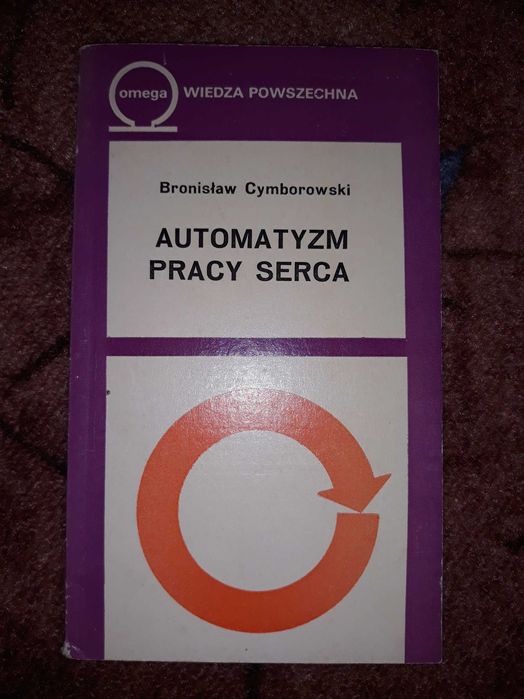 omega WIEDZA POWSZECHNA
Bronisław Cymborowski
AUTOMATYZM
PRACY SERCA